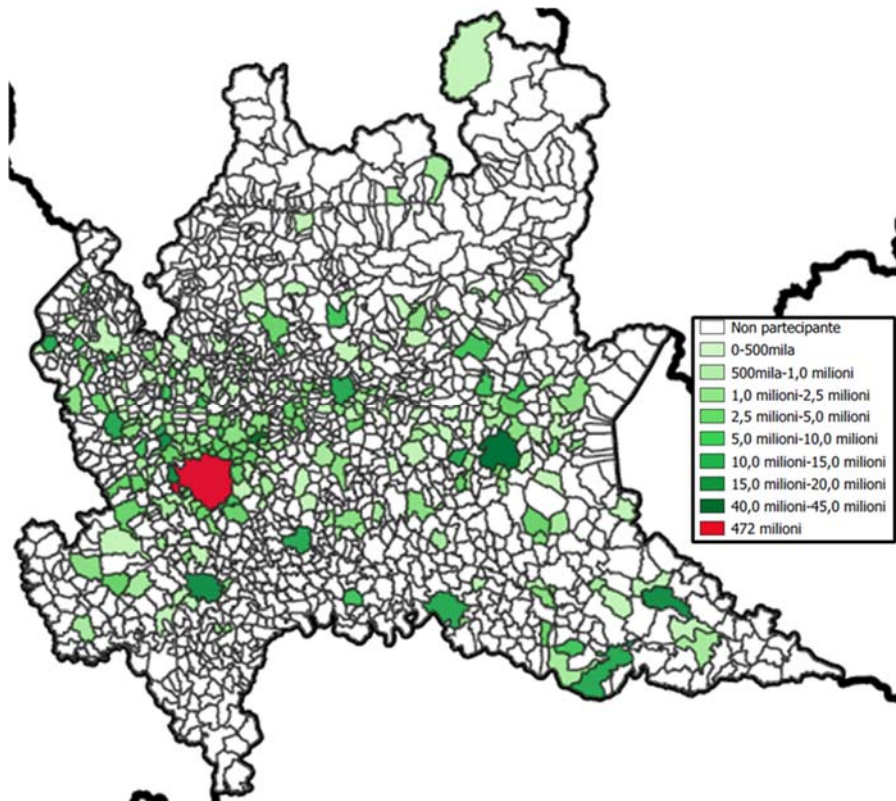 Non partecipante
0-500mila
500mila-1,0 milioni
1,0 milioni-2,5 milioni
2,5 milioni-5,0 milioni
5,0 milioni-10,0 milioni
10,0 milioni-15,0 milioni
15,0 milioni-20,0 milioni
40,0 milioni-45,0 milioni
472 milioni